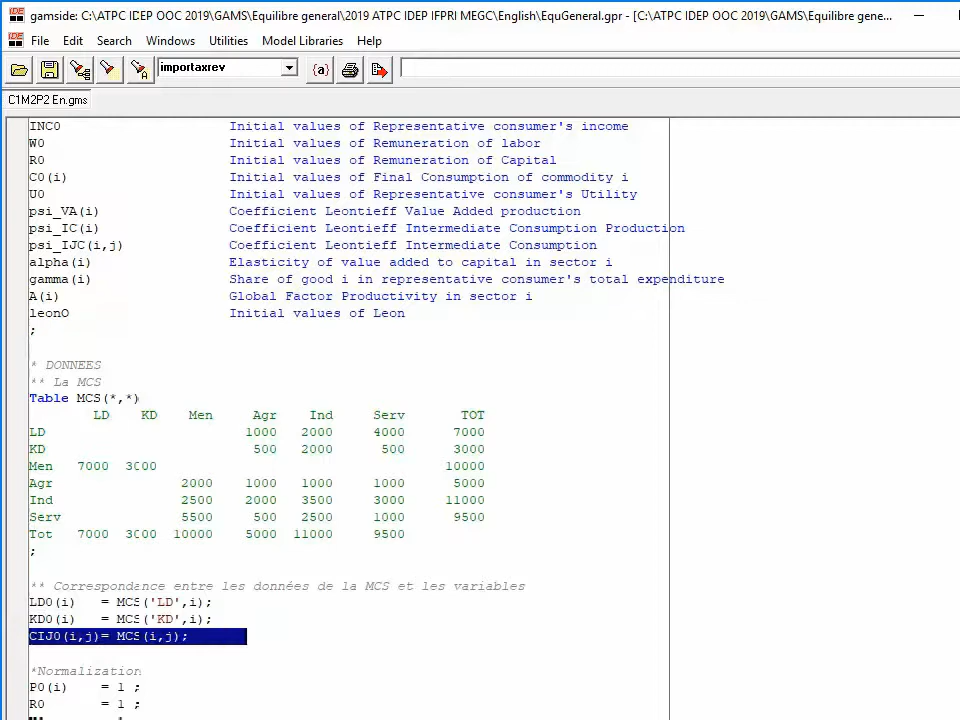 gamside: C:\ATPC IDEP OOC 2019\GAMS\Equilibre general\2019 ATPC IDEP IFPRI MEGC\English\EquGeneral.gpr - [C:\ATPC IDEP OOC 2019\GAMS\Equilibre gene...
File Edit Search Windows Utilities Model Libraries Help
importaxrev {a}
C1M2P2 En.gms
INC0 Initial values of Representative consumer's income
W0 Initial values of Remuneration of labor
R0 Initial values of Remuneration of Capital
C0(i) Initial values of Final Consumption of commodity i
U0 Initial values of Representative consumer's Utility
psi_VA(i) Coefficient Leontieff Value Added production
psi_IC(i) Coefficient Leontieff Intermediate Consumption Production
psi_IJC(i,j) Coefficient Leontieff Intermediate Consumption
alpha(i) Elasticity of value added to capital in sector i
gamma(i) Share of good i in representative consumer's total expenditure
A(i) Global Factor Productivity in sector i
leonO Initial values of Leon
;
* DONNEES
** La MCS
Table MCS(*,*)
LD KD Men Agr Ind Serv TOT
LD 1000 2000 4000 7000
KD 500 2000 500 3000
Men 7000 3000 10000
Agr 2000 1000 1000 1000 5000
Ind 2500 2000 3500 3000 11000
Serv 5500 500 2500 1000 9500
Tot 7000 3000 10000 5000 11000 9500
;
** Correspondance entre les données de la MCS et les variables
LD0(i) = MCS('LD',i);
KD0(i) = MCS('KD',i);
CIJ0(i,j)= MCS(i,j);
*Normalization
P0(i) = 1 ;
R0 = 1 ;